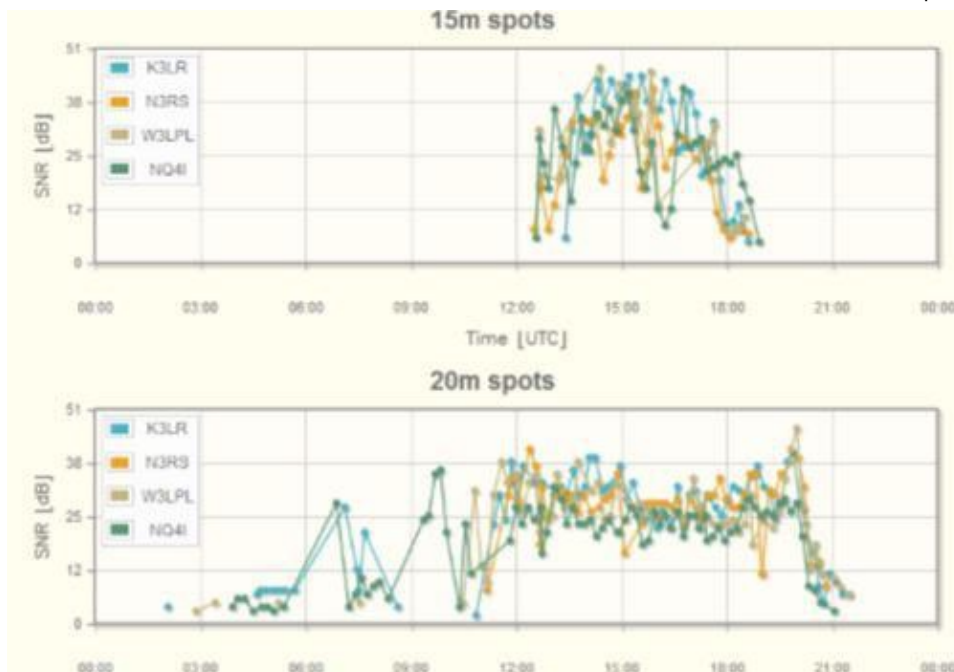 15m spots
51
K3LR
38
N3RS
W3LPL
25
NQ4I
12
0
SNR [dB]
00:00 03:00 06:00 09:00 12:00 15:00 18:00 21:00 00:00
Time [UTC]
20m spots
51
K3LR
38
N3RS
W3LPL
25
NQ4I
12
0
SNR [dB]
00:00 03:00 06:00 09:00 12:00 15:00 18:00 21:00 00:00